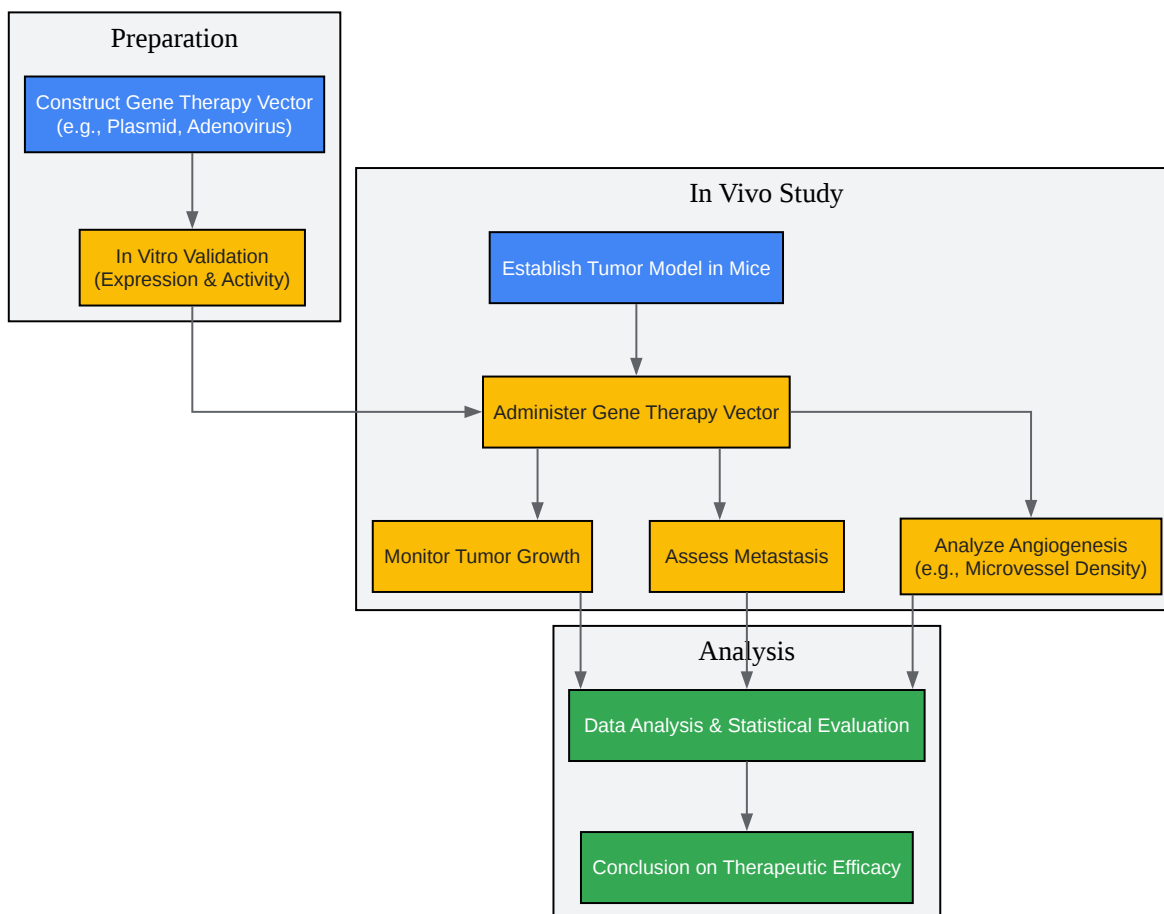 Preparation
Construct Gene Therapy Vector
(e.g., Plasmid, Adenovirus)
In Vitro Validation
(Expression & Activity)
In Vivo Study
Establish Tumor Model in Mice
Administer Gene Therapy Vector
Monitor Tumor Growth
Assess Metastasis
Analyze Angiogenesis
(e.g., Microvessel Density)
Analysis
Data Analysis & Statistical Evaluation
Conclusion on Therapeutic Efficacy